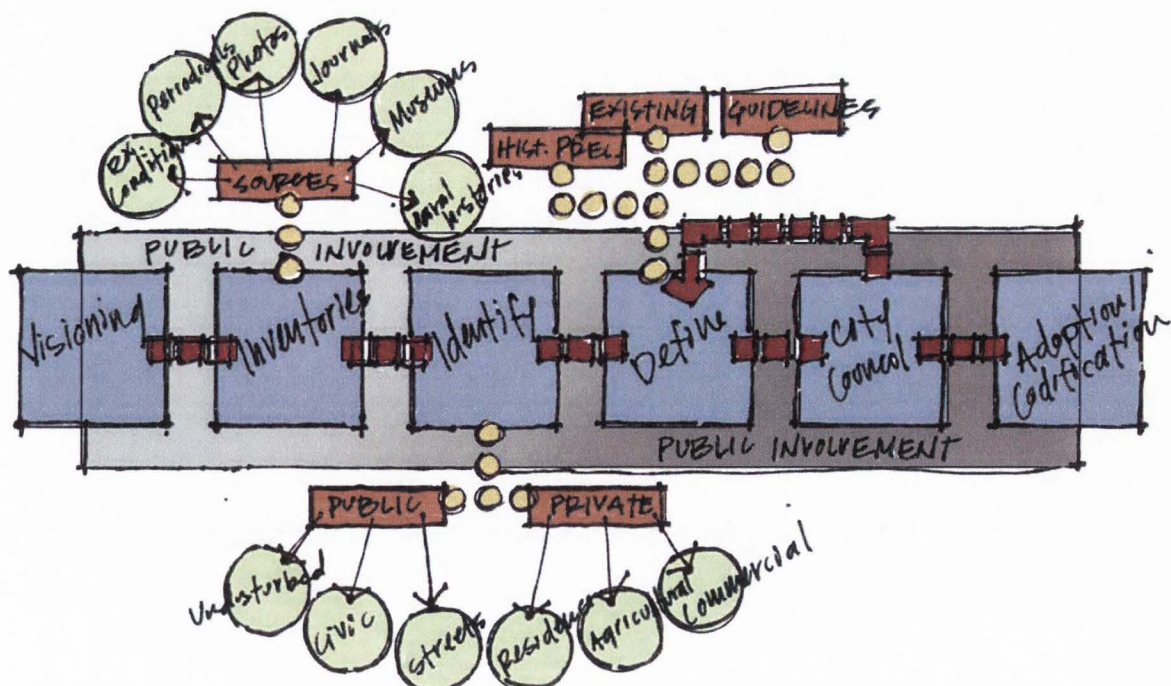 Periodicals
Photos
Journals
Museums
Ex.
Conditions
SOURCES
oral
Histories
HIST. PREC.
EXISTING
GUIDELINES
PUBLIC INVOLVEMENT
Visioning
Inventories
Identify
Define
City
Council
Adoption/
Codification
PUBLIC INVOLVEMENT
PUBLIC
PRIVATE
Undisturbed
Civic
Streets
Residences
Agricultural
Commercial